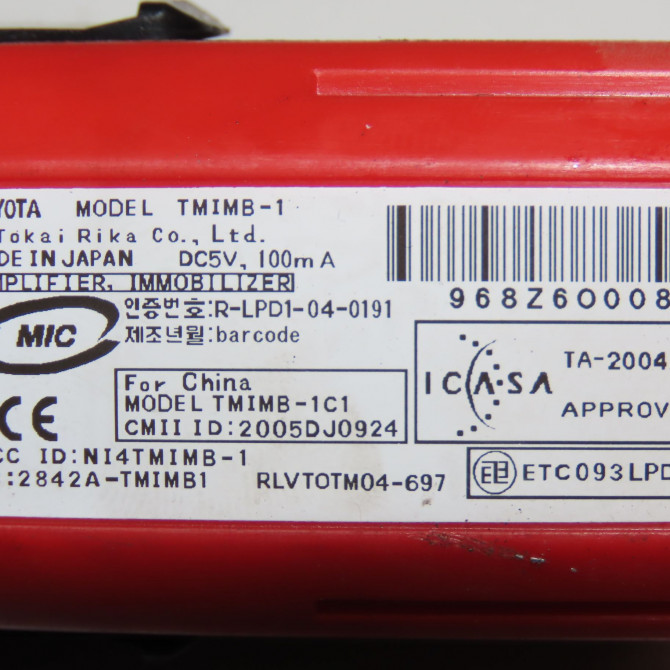 YOTA MODEL TMIMB-1
Tokai Rika Co., Ltd.
DE IN JAPAN DC5V, 100mA
MPLIFIER, IMMOBILIZER
968Z60008
MIC
인증번호:R-LPD1-04-0191
제조년월:barcode
ICASA
TA-2004
APPROV
CE
For China
MODEL TMIMB-1C1
CMII ID:2005DJ0924
CC ID:NI4TMIMB-1
:2842A-TMIMB1
RLVTOTM04-697
ETC093LPD